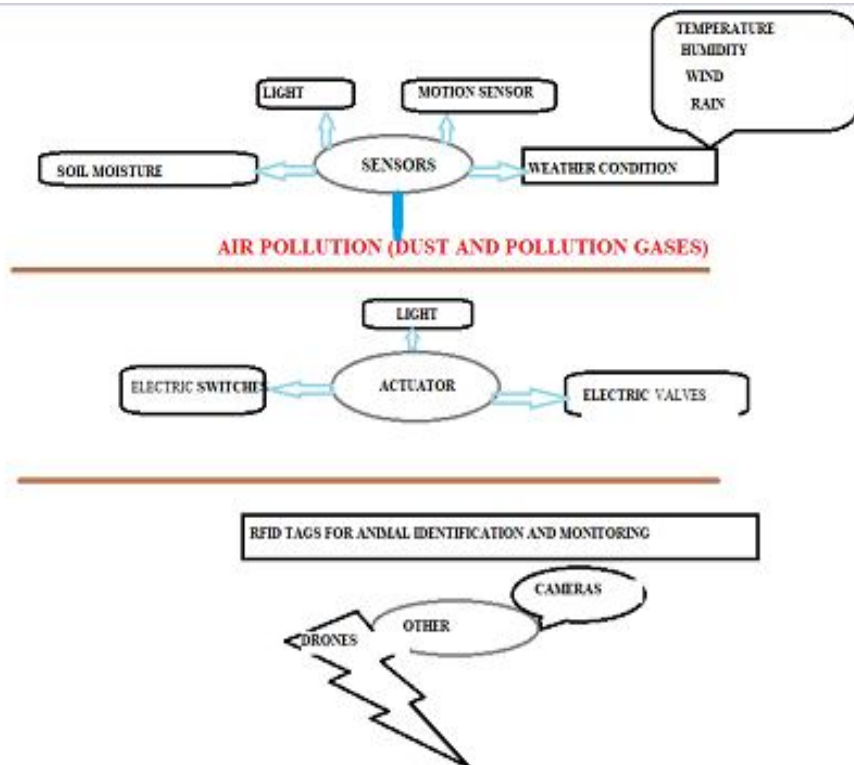 TEMPERATURE
HUMIDITY
WIND
RAIN
LIGHT
MOTION SENSOR
SOIL MOISTURE
SENSORS
WEATHER CONDITION
AIR POLLUTION (DUST AND POLLUTION GASES)
LIGHT
ELECTRIC SWITCHES
ACTUATOR
ELECTRIC VALVES
RFID TAGS FOR ANIMAL IDENTIFICATION AND MONITORING
CAMERAS
OTHER
DRONES